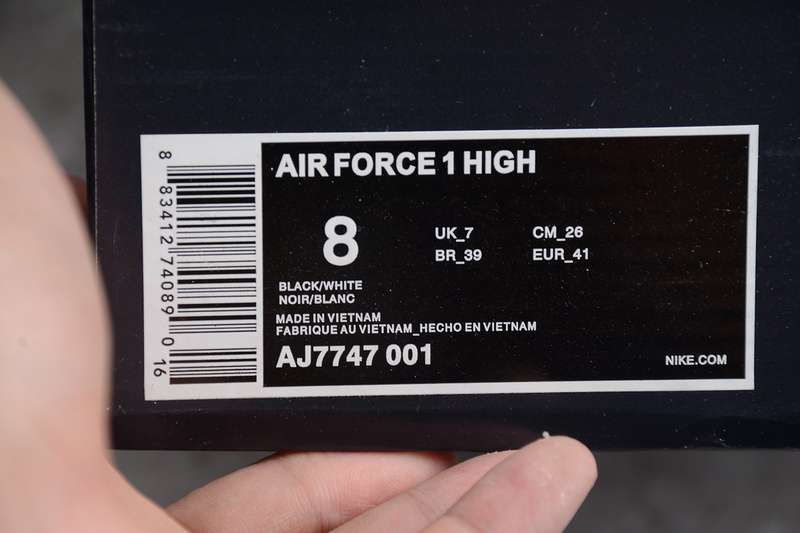 8 83412 74089 0 16
AIR FORCE 1 HIGH
8
UK_7 CM_26
BR_39 EUR_41
BLACK/WHITE
NOIR/BLANC
MADE IN VIETNAM
FABRIQUE AU VIETNAM_HECHO EN VIETNAM
AJ7747 001
NIKE.COM